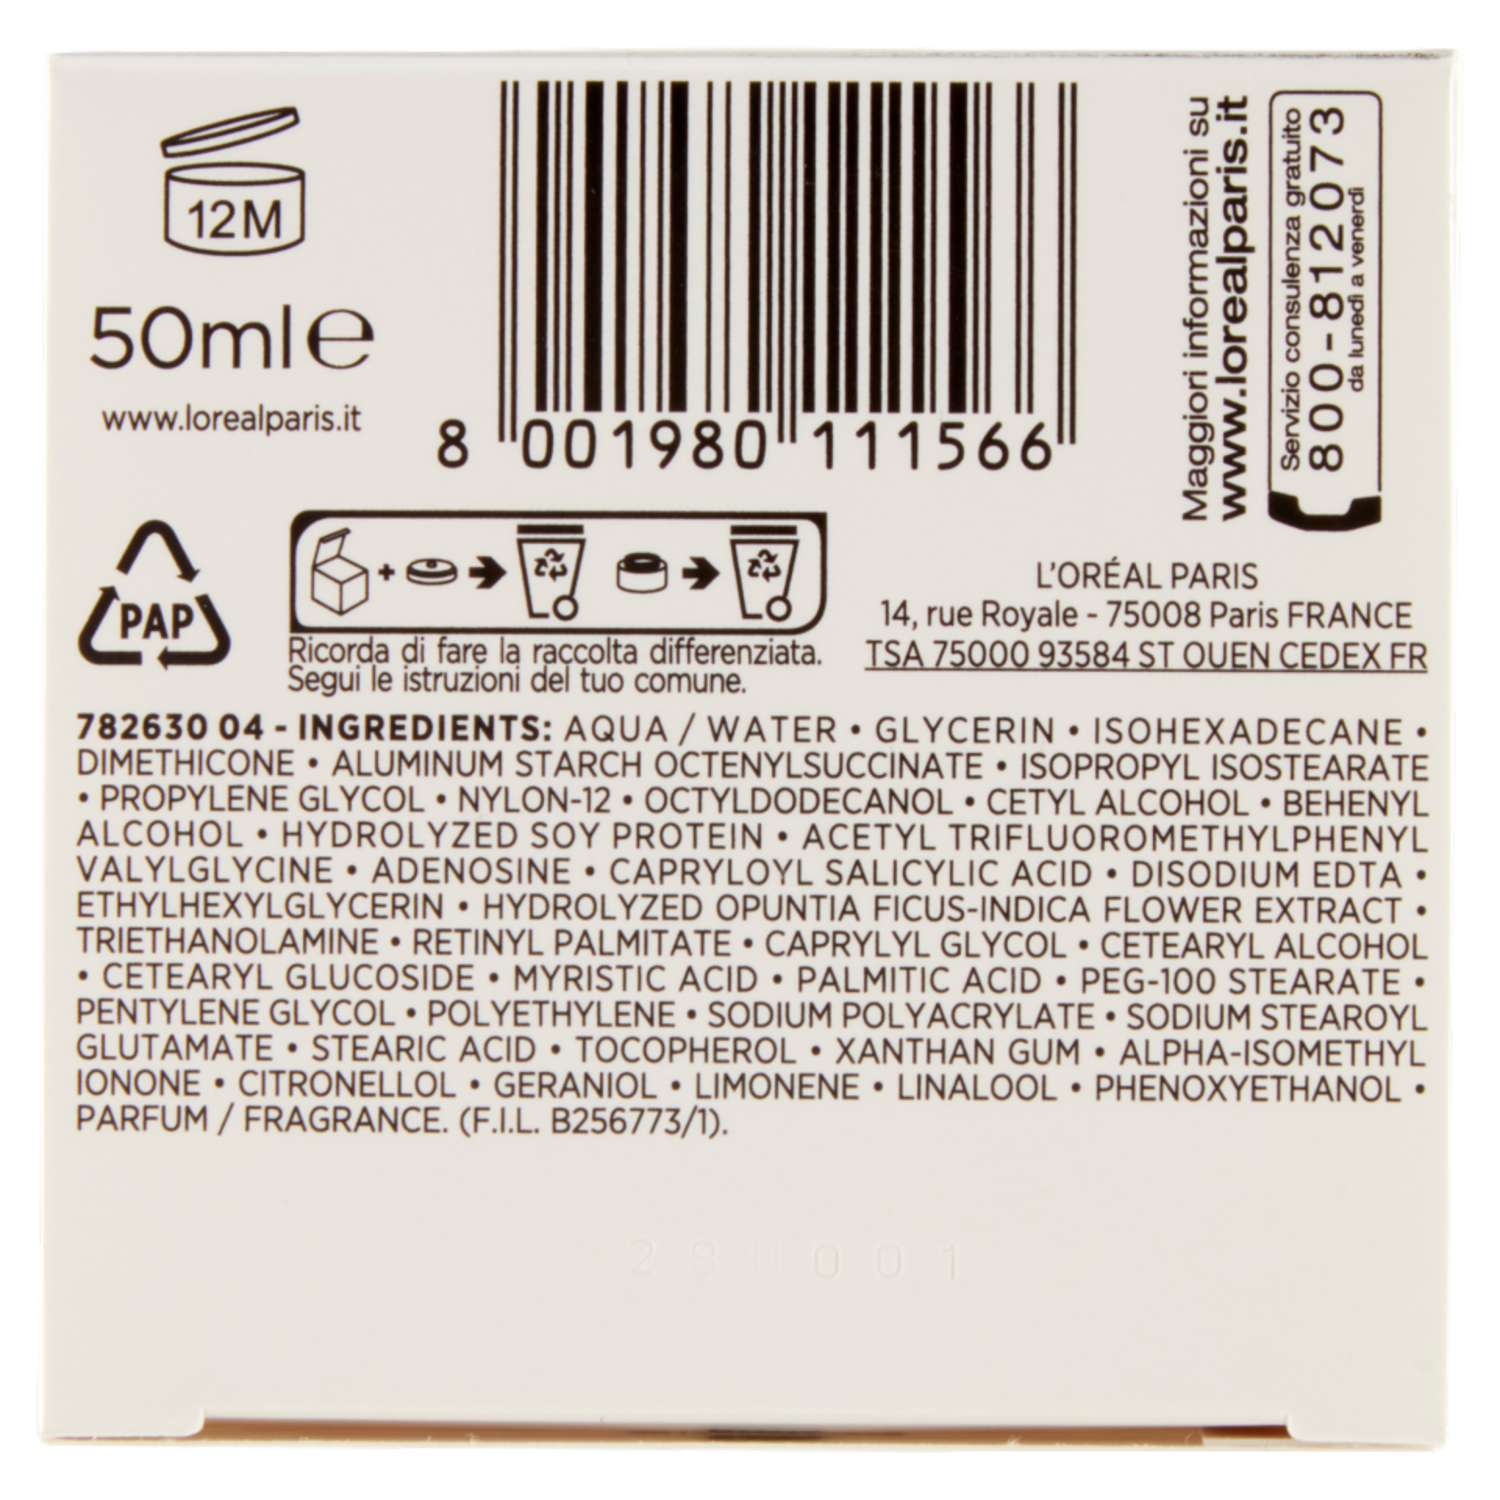 12M
50ml e
www.lorealparis.it
8 001980 111566
Maggiori informazioni su
www.lorealparis.it
Servizio consulenza gratuito
800-812073
da lunedì a venerdì
PAP
Ricorda di fare la raccolta differenziata.
Segui le istruzioni del tuo comune.
L'ORÉAL PARIS
14, rue Royale - 75008 Paris FRANCE
TSA 75000 93584 ST OUEN CEDEX FR
782630 04 - INGREDIENTS: AQUA / WATER • GLYCERIN • ISOHEXADECANE •
DIMETHICONE • ALUMINUM STARCH OCTENYLSUCCINATE • ISOPROPYL ISOSTEARATE
• PROPYLENE GLYCOL • NYLON-12 • OCTYLDODECANOL • CETYL ALCOHOL • BEHENYL
ALCOHOL • HYDROLYZED SOY PROTEIN • ACETYL TRIFLUOROMETHYLPHENYL
VALYLGLYCINE • ADENOSINE • CAPRYLOYL SALICYLIC ACID • DISODIUM EDTA •
ETHYLHEXYLGLYCERIN • HYDROLYZED OPUNTIA FICUS-INDICA FLOWER EXTRACT •
TRIETHANOLAMINE • RETINYL PALMITATE • CAPRYLYL GLYCOL • CETEARYL ALCOHOL
• CETEARYL GLUCOSIDE • MYRISTIC ACID • PALMITIC ACID • PEG-100 STEARATE •
PENTYLENE GLYCOL • POLYETHYLENE • SODIUM POLYACRYLATE • SODIUM STEAROYL
GLUTAMATE • STEARIC ACID • TOCOPHEROL • XANTHAN GUM • ALPHA-ISOMETHYL
IONONE • CITRONELLOL • GERANIOL • LIMONENE • LINALOOL • PHENOXYETHANOL •
PARFUM / FRAGRANCE. (F.I.L. B256773/1).